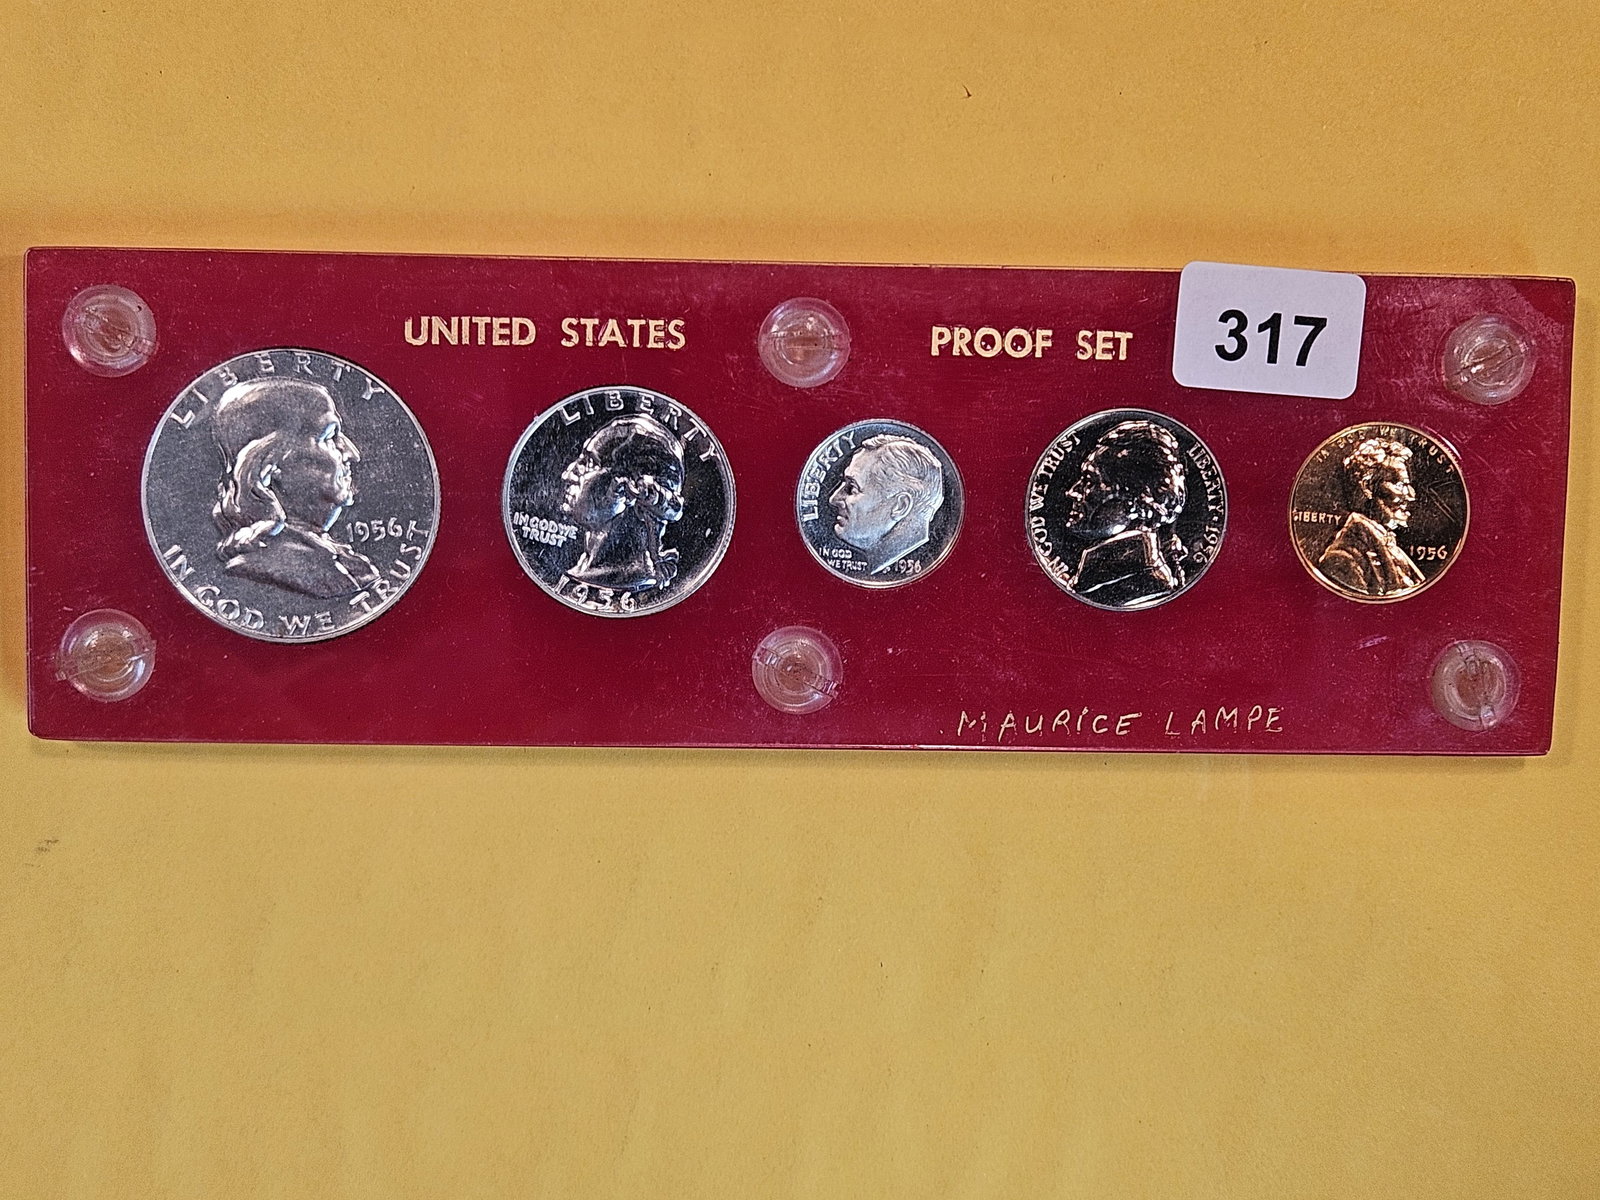 UNITED STATES
PROOF SET
317
LIBERTY
1956
IN GOD WE TRUST
LIBERTY
IN GOD WE
TRUST
1956
LIBERTY
IN GOD
WE TRUST
1956
IN GOD WE TRUST
LIBERTY
1956
IN GOD WE TRUST
LIBERTY
1956
MAURICE LAMPE